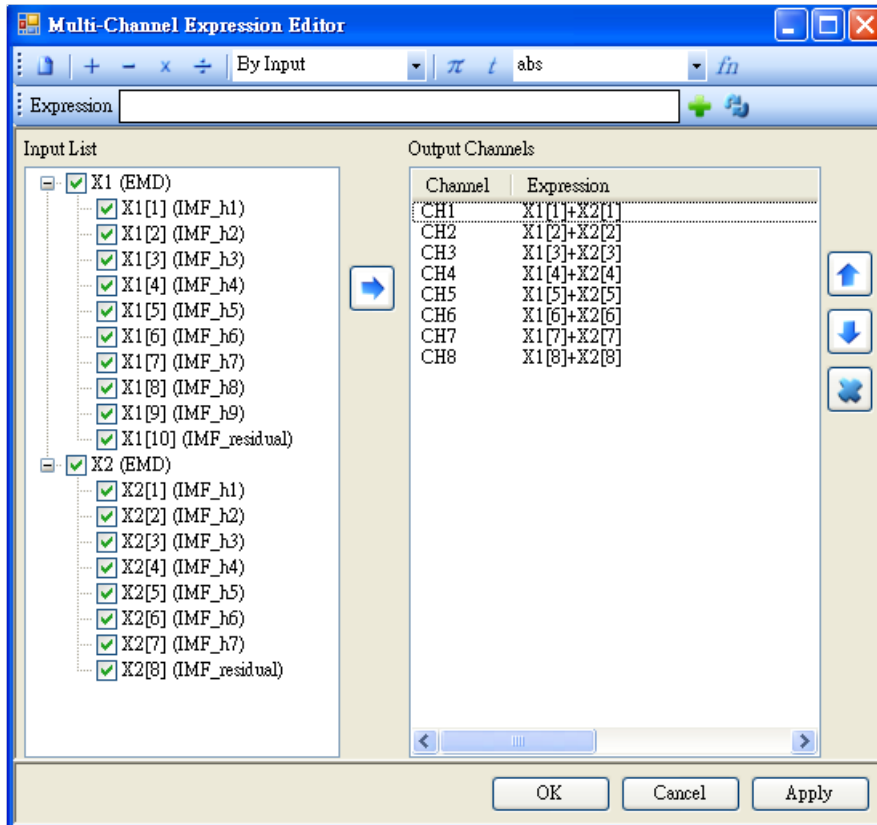 Multi-Channel Expression Editor
+ − x ÷ By Input π t abs fn
Expression
Input List
X1 (EMD)
X1[1] (IMF_h1)
X1[2] (IMF_h2)
X1[3] (IMF_h3)
X1[4] (IMF_h4)
X1[5] (IMF_h5)
X1[6] (IMF_h6)
X1[7] (IMF_h7)
X1[8] (IMF_h8)
X1[9] (IMF_h9)
X1[10] (IMF_residual)
X2 (EMD)
X2[1] (IMF_h1)
X2[2] (IMF_h2)
X2[3] (IMF_h3)
X2[4] (IMF_h4)
X2[5] (IMF_h5)
X2[6] (IMF_h6)
X2[7] (IMF_h7)
X2[8] (IMF_residual)
Output Channels
Channel Expression
CH1 X1[1]+X2[1]
CH2 X1[2]+X2[2]
CH3 X1[3]+X2[3]
CH4 X1[4]+X2[4]
CH5 X1[5]+X2[5]
CH6 X1[6]+X2[6]
CH7 X1[7]+X2[7]
CH8 X1[8]+X2[8]
OK Cancel Apply